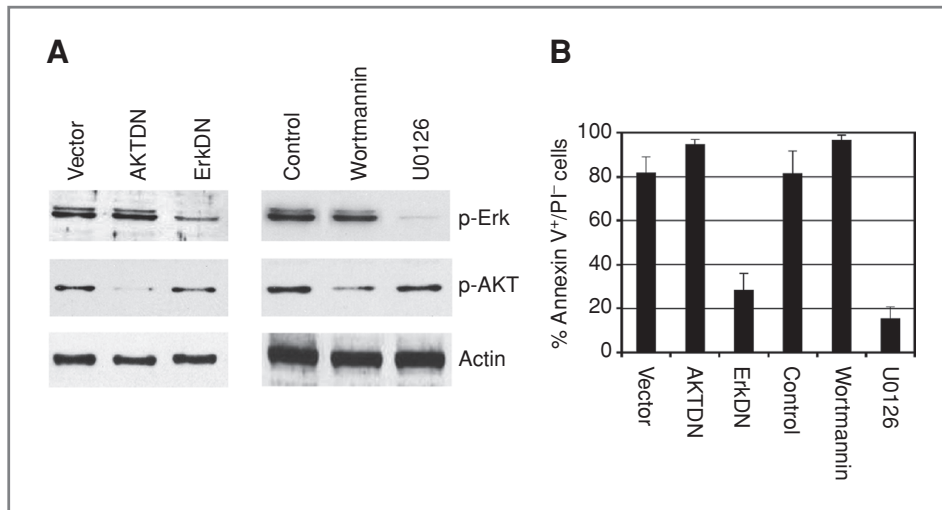 A
Vector
AKTDN
ErkDN
Control
Wortmannin
U0126
p-Erk
p-AKT
Actin
B
% Annexin V⁺/PI⁻ cells
100
80
60
40
20
0
Vector
AKTDN
ErkDN
Control
Wortmannin
U0126